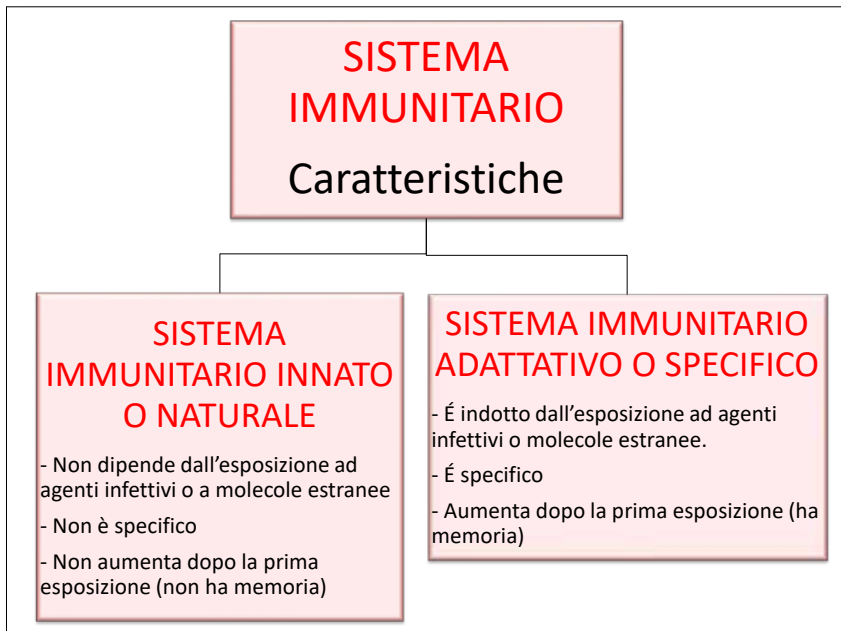 SISTEMA
IMMUNITARIO
Caratteristiche
SISTEMA
IMMUNITARIO INNATO
O NATURALE
- Non dipende dall'esposizione ad
agenti infettivi o a molecole estranee
- Non è specifico
- Non aumenta dopo la prima
esposizione (non ha memoria)
SISTEMA IMMUNITARIO
ADATTATIVO O SPECIFICO
- É indotto dall'esposizione ad agenti
infettivi o molecole estranee.
- É specifico
- Aumenta dopo la prima esposizione (ha
memoria)